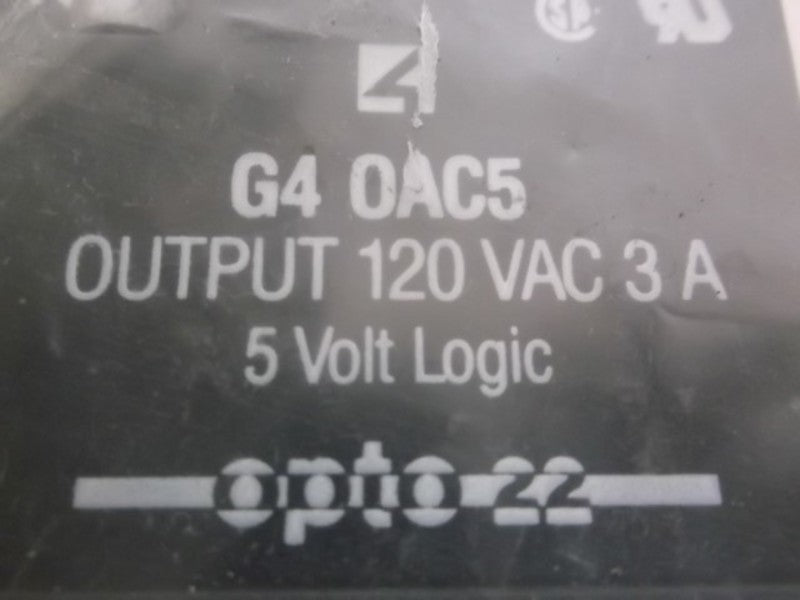 G4 OAC5
OUTPUT 120 VAC 3 A
5 Volt Logic
opto 22